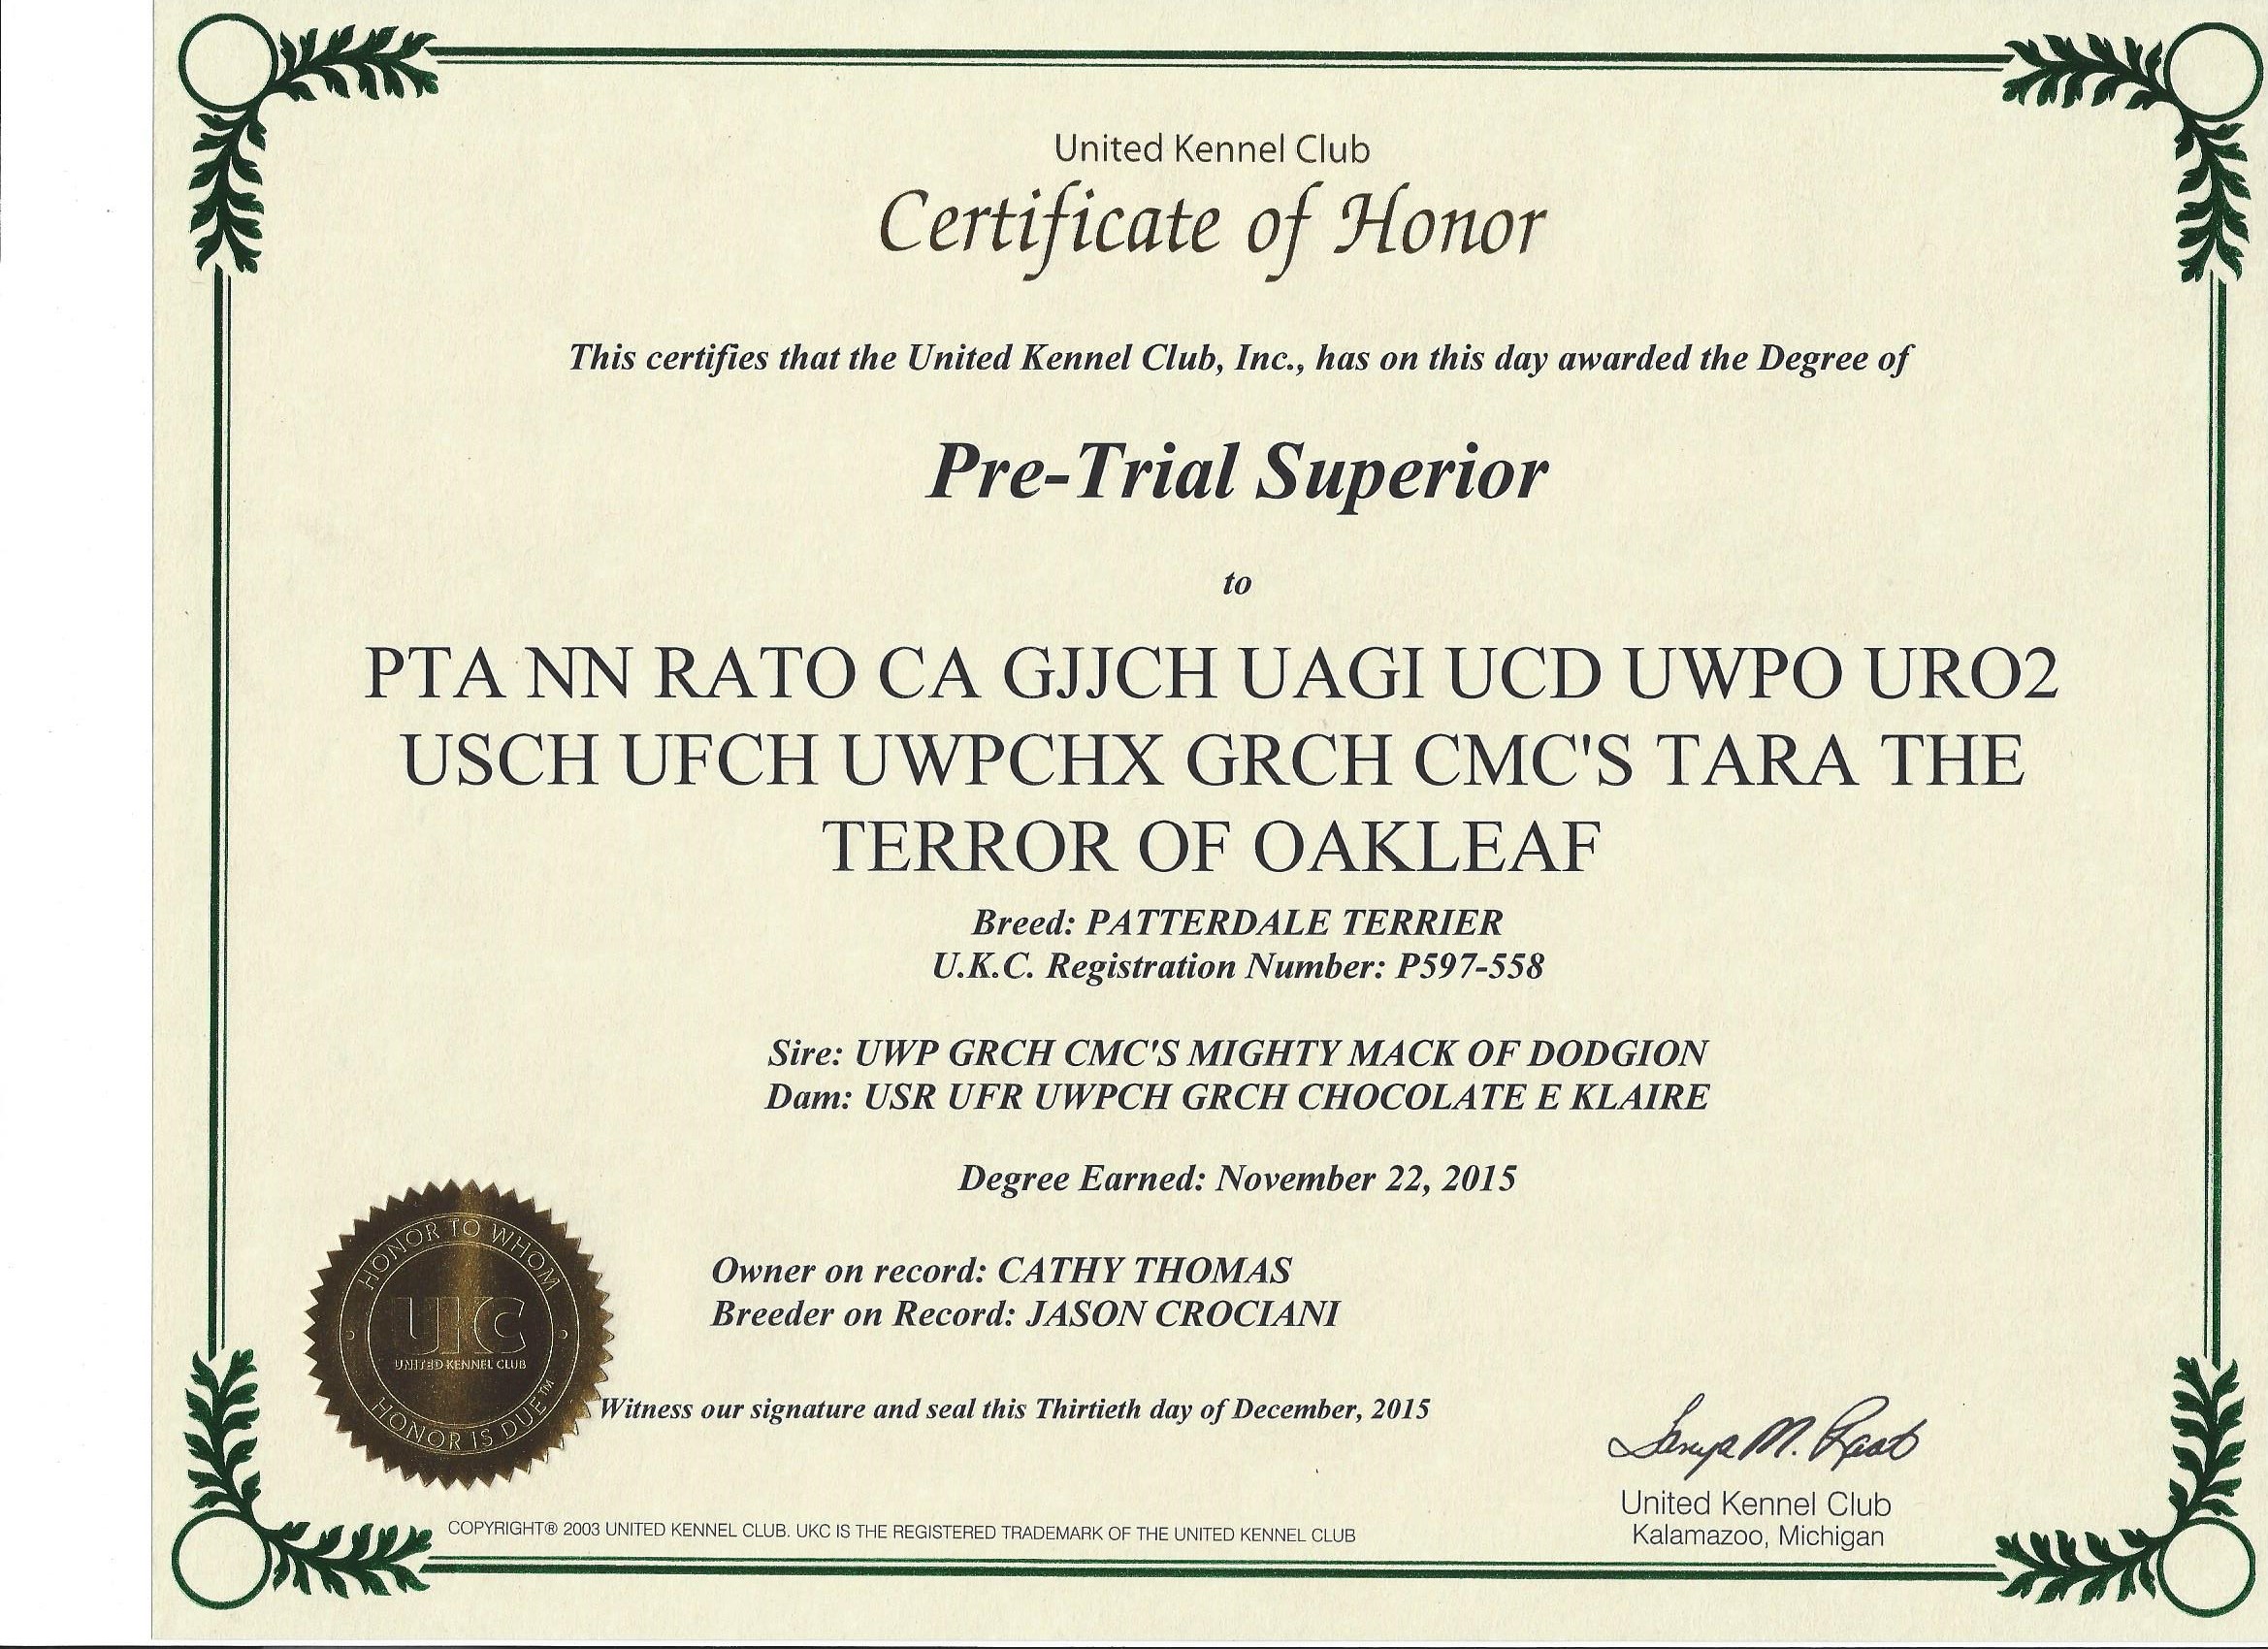 United Kennel Club
Certificate of Honor
This certifies that the United Kennel Club, Inc., has on this day awarded the Degree of
Pre-Trial Superior
to
PTA NN RATO CA GJJCH UAGI UCD UWPO URO2
USCH UFCH UWPCHX GRCH CMC'S TARA THE
TERROR OF OAKLEAF
Breed: PATTERDALE TERRIER
U.K.C. Registration Number: P597-558
Sire: UWP GRCH CMC'S MIGHTY MACK OF DODGION
Dam: USR UFR UWPCH GRCH CHOCOLATE E KLAIRE
Degree Earned: November 22, 2015
Owner on record: CATHY THOMAS
Breeder on Record: JASON CROCIANI
HONOR TO WHOM
UKC
UNITED KENNEL CLUB
HONOR IS DUE™
Witness our signature and seal this Thirtieth day of December, 2015
United Kennel Club
Kalamazoo, Michigan
COPYRIGHT® 2003 UNITED KENNEL CLUB. UKC IS THE REGISTERED TRADEMARK OF THE UNITED KENNEL CLUB